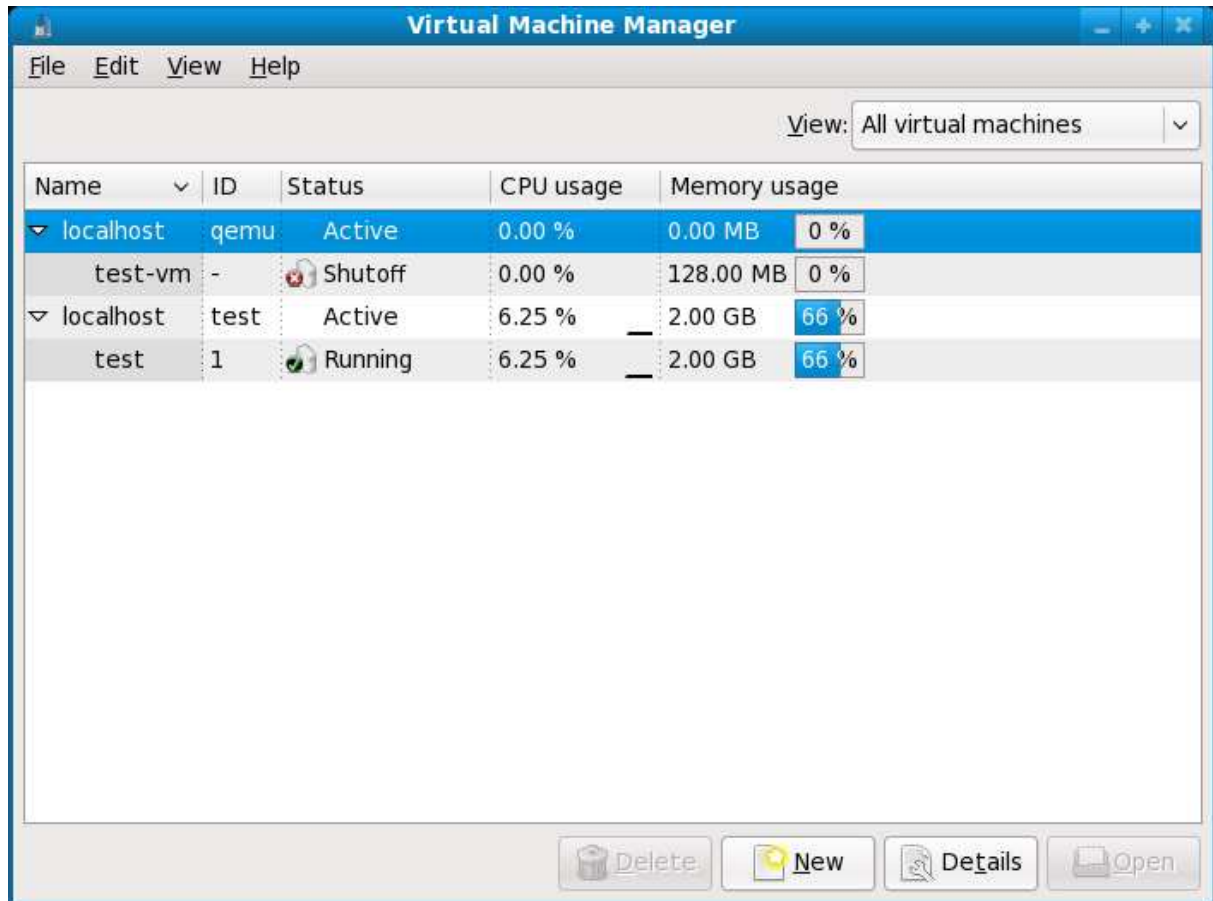 Virtual Machine Manager
File Edit View Help
View: All virtual machines
Name ID Status CPU usage Memory usage
localhost qemu Active 0.00 % 0.00 MB 0 %
test-vm - Shutoff 0.00 % 128.00 MB 0 %
localhost test Active 6.25 % 2.00 GB 66 %
test 1 Running 6.25 % 2.00 GB 66 %
Delete New Details Open